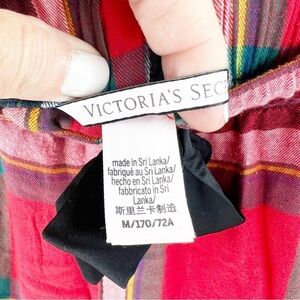 VICTORIA'S SEC
made in Sri Lanka/
fabriqué au Sri Lanka/
hecho en Sri Lanka/
fabbricato in Sri
Lanka/
斯里兰卡制造
M/170/72A